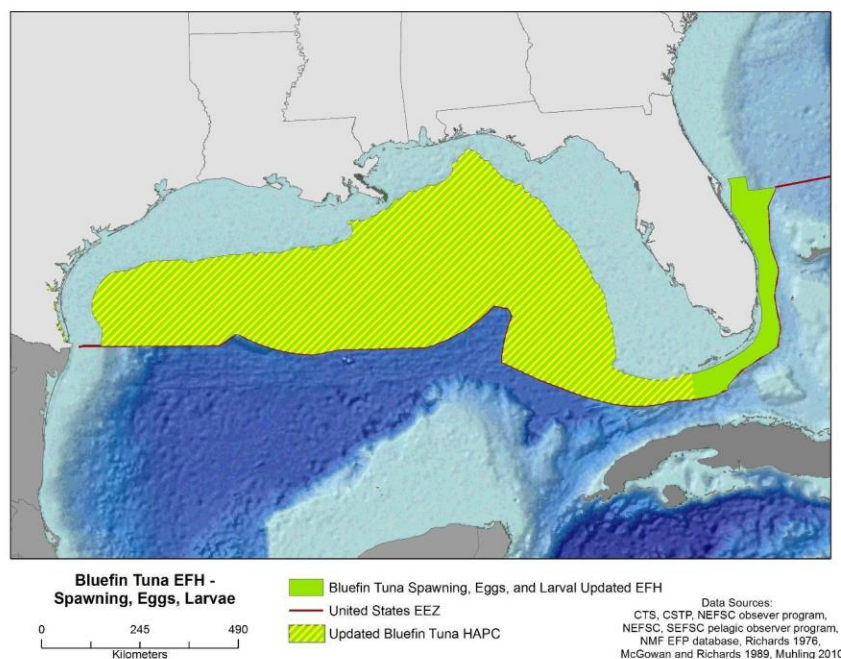 Bluefin Tuna EFH -
Spawning, Eggs, Larvae
0 245 490
Kilometers
Bluefin Tuna Spawning, Eggs, and Larval Updated EFH
United States EEZ
Updated Bluefin Tuna HAPC
Data Sources:
CTS, CSTP, NEFSC obsever program,
NEFSC, SEFSC pelagic observer program,
NMF EFP database, Richards 1976,
McGowan and Richards 1989, Muhling 2010